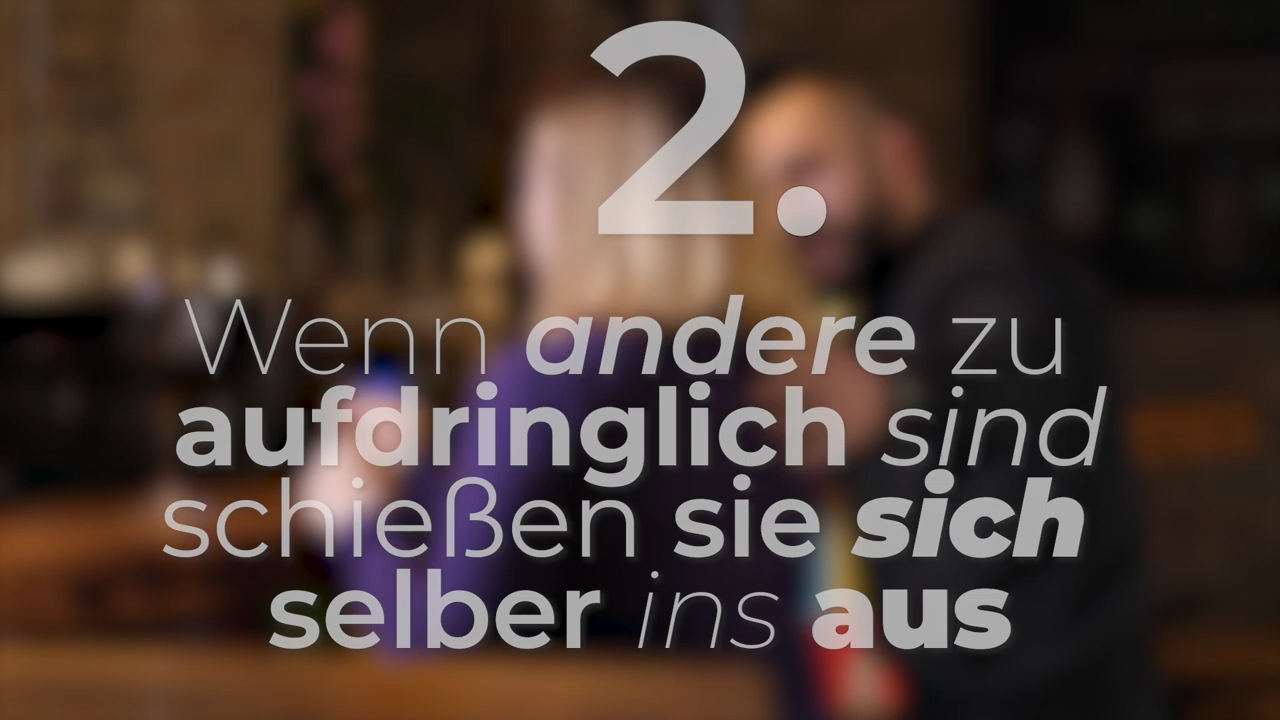 2.
Wenn andere zu
aufdringlich sind
schießen sie sich
selber ins aus